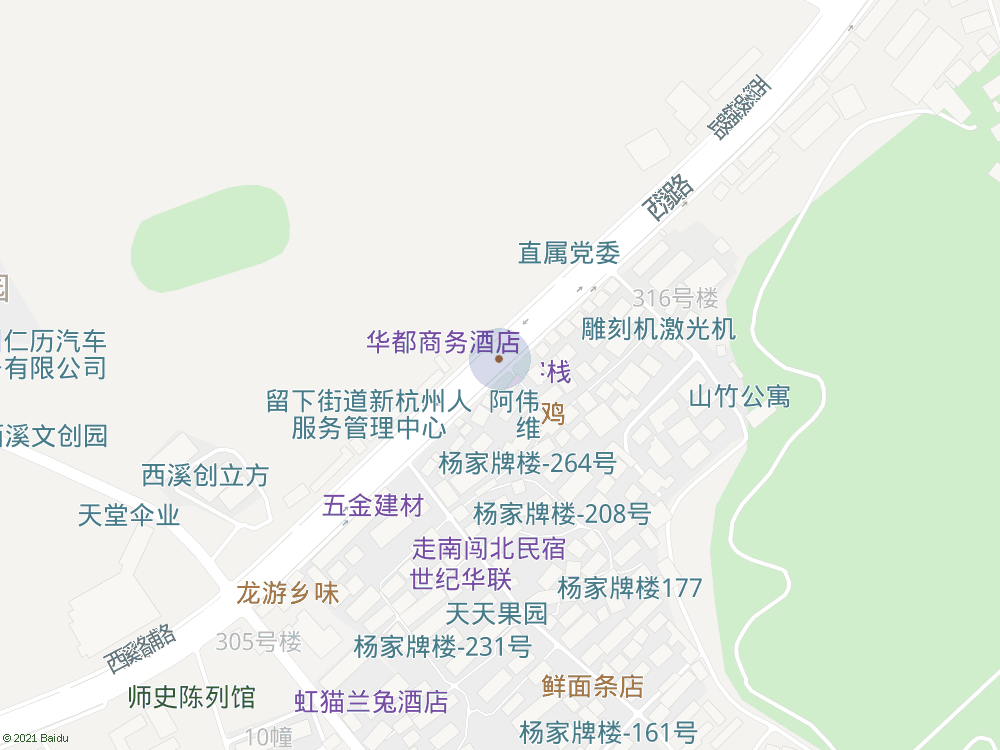 西溪路
西溪路辅路
西溪路
直属党委
316号楼
雕刻机激光机
仁历汽车
有限公司
华都商务酒店
栈
山竹公寓
留下街道新杭州人
服务管理中心
阿伟
维
鸡
西溪文创园
杨家牌楼-264号
西溪创立方
五金建材
天堂伞业
杨家牌楼-208号
走南闯北民宿
世纪华联
杨家牌楼177
龙游乡味
天天果园
305号楼
杨家牌楼-231号
西溪路辅路
师史陈列馆
虹猫兰兔酒店
鲜面条店
10幢
杨家牌楼-161号
© 2021 Baidu